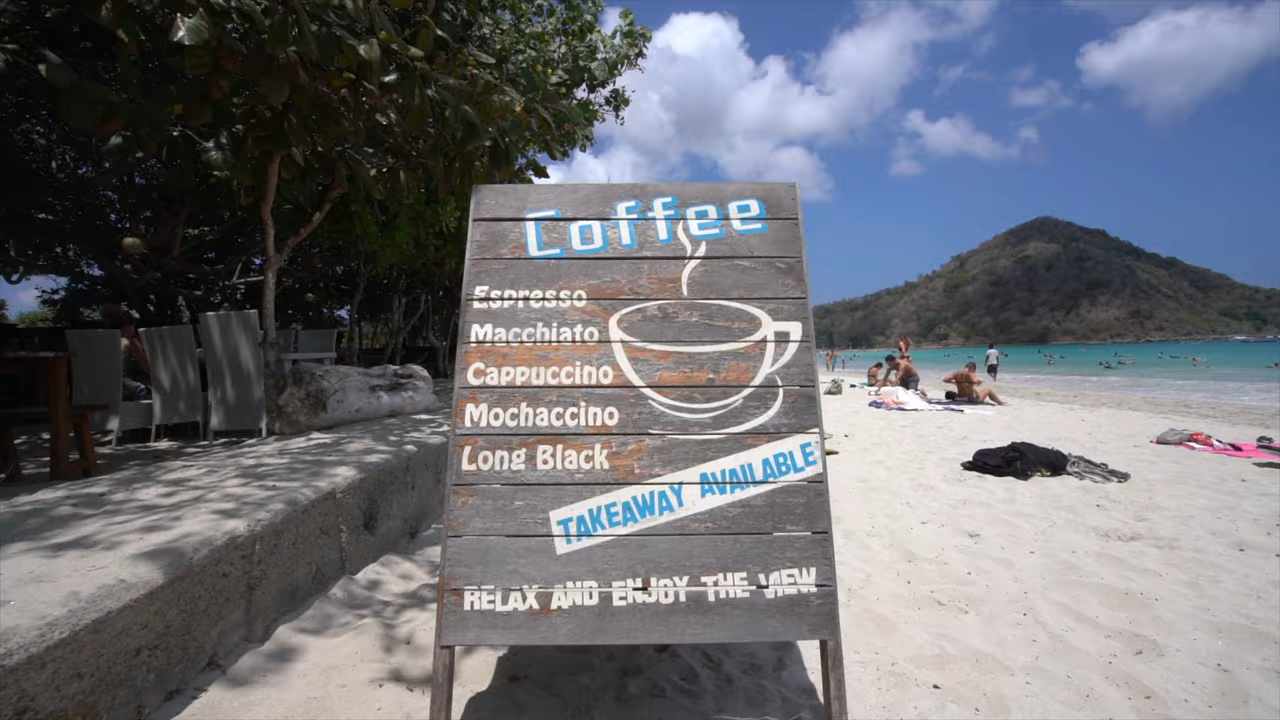 Coffee
Espresso
Macchiato
Cappuccino
Mochaccino
Long Black
TAKEAWAY AVAILABLE
RELAX AND ENJOY THE VIEW